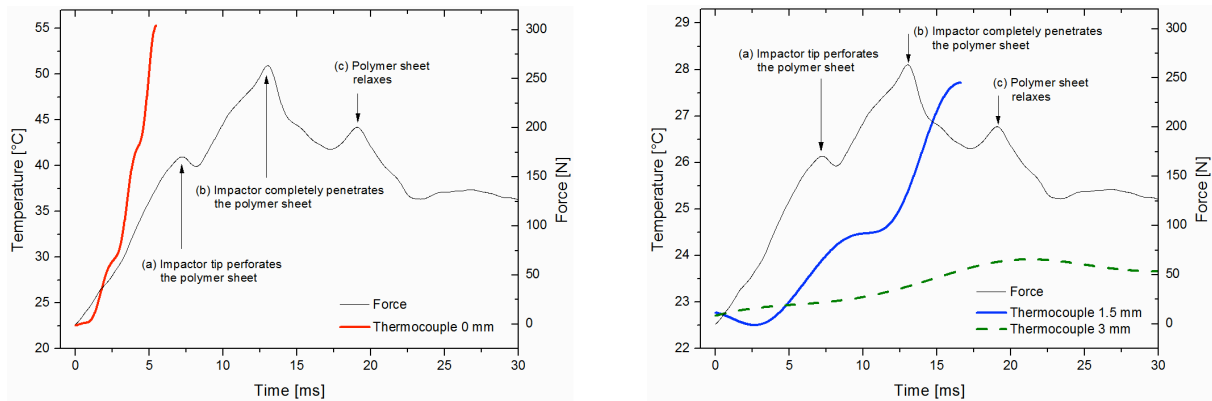 55
50
45
40
35
30
25
20
Temperature [°C]
300
250
200
150
100
50
0
Force [N]
(c) Polymer sheet
relaxes
(b) Impactor completely penetrates
the polymer sheet
(a) Impactor tip perforates
the polymer sheet
Force
Thermocouple 0 mm
0
5
10
15
20
25
30
Time [ms]
29
28
27
26
25
24
23
22
Temperature [°C]
300
250
200
150
100
50
0
Force [N]
(b) Impactor completely penetrates
the polymer sheet
(a) Impactor tip perforates
the polymer sheet
(c) Polymer sheet
relaxes
Force
Thermocouple 1.5 mm
Thermocouple 3 mm
0
5
10
15
20
25
30
Time [ms]